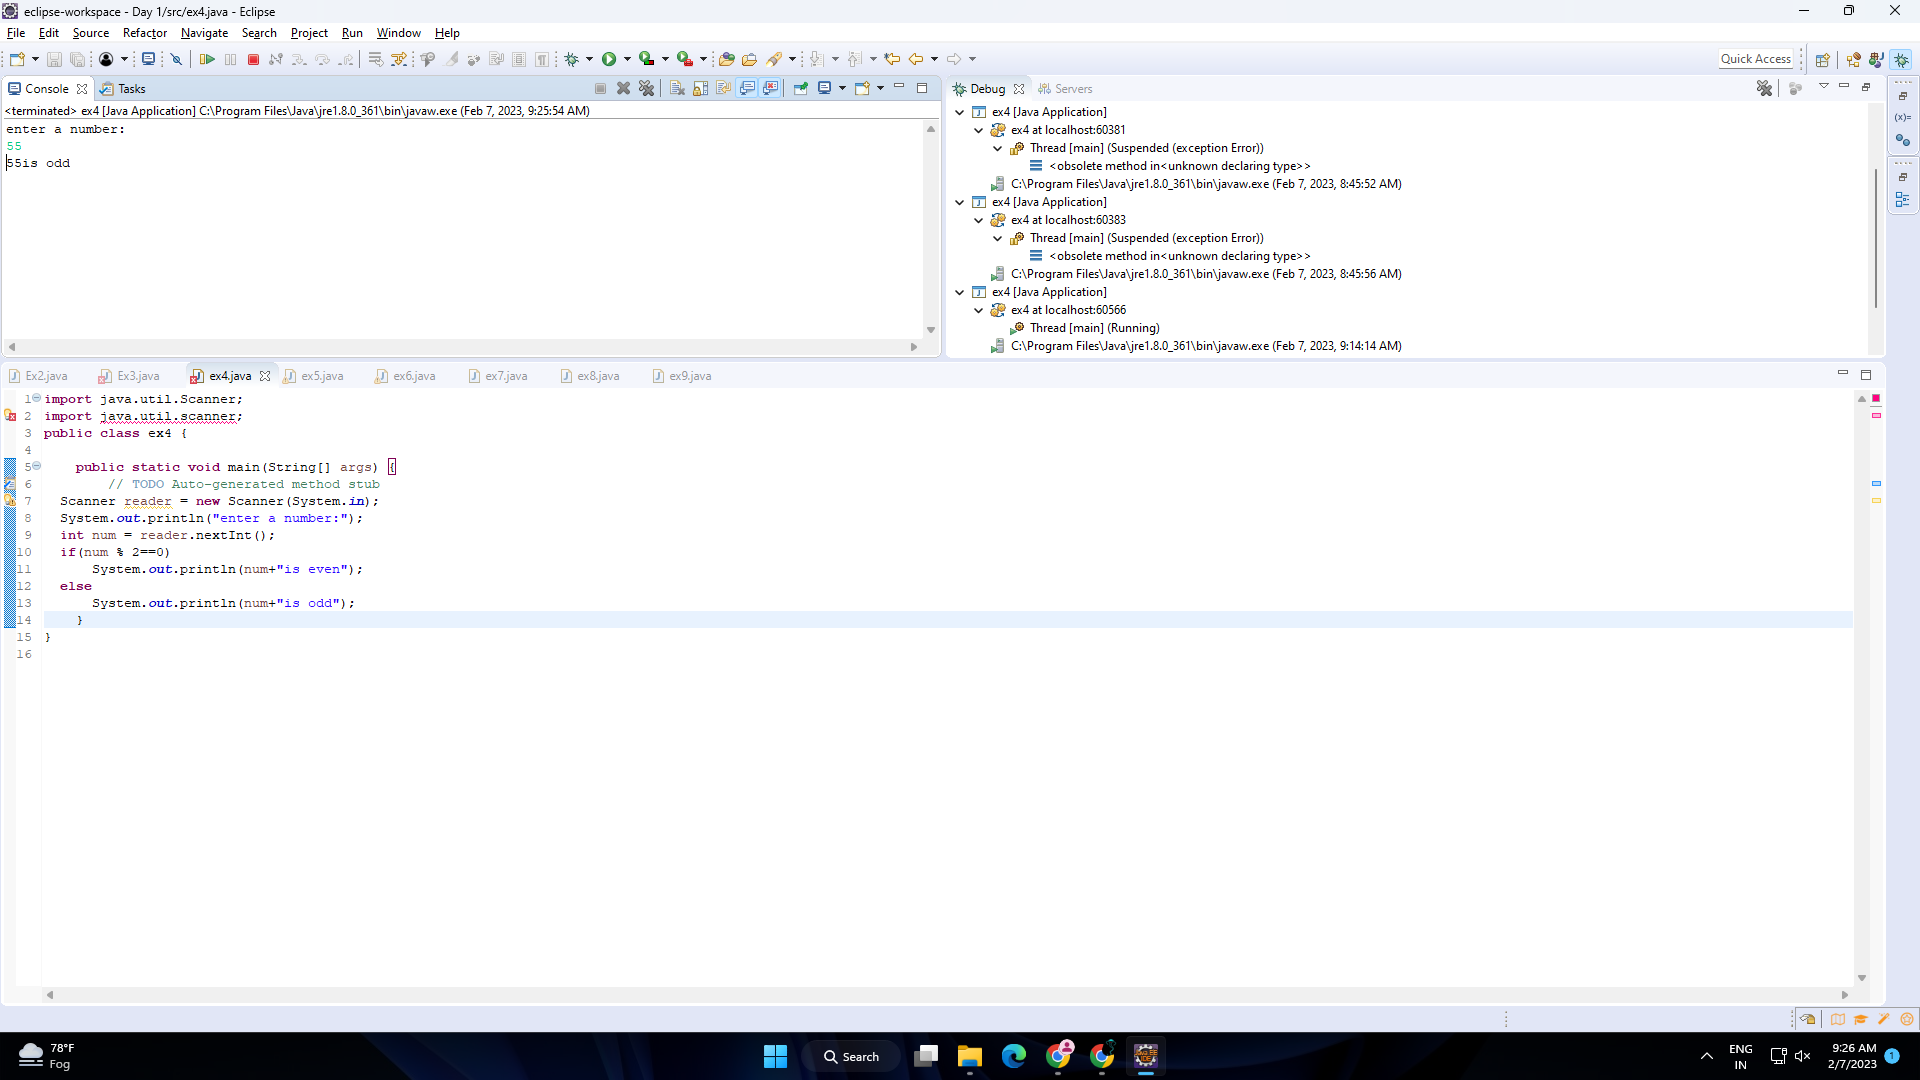 eclipse-workspace - Day 1/src/ex4.java - Eclipse
File Edit Source Refactor Navigate Search Project Run Window Help
Quick Access
Console Tasks
<terminated> ex4 [Java Application] C:\Program Files\Java\jre1.8.0_361\bin\javaw.exe (Feb 7, 2023, 9:25:54 AM)
enter a number:
55
55is odd
Debug Servers
ex4 [Java Application]
ex4 at localhost:60381
Thread [main] (Suspended (exception Error))
<obsolete method in<unknown declaring type>>
C:\Program Files\Java\jre1.8.0_361\bin\javaw.exe (Feb 7, 2023, 8:45:52 AM)
ex4 [Java Application]
ex4 at localhost:60383
Thread [main] (Suspended (exception Error))
<obsolete method in<unknown declaring type>>
C:\Program Files\Java\jre1.8.0_361\bin\javaw.exe (Feb 7, 2023, 8:45:56 AM)
ex4 [Java Application]
ex4 at localhost:60566
Thread [main] (Running)
C:\Program Files\Java\jre1.8.0_361\bin\javaw.exe (Feb 7, 2023, 9:14:14 AM)
(x)=
Ex2.java Ex3.java ex4.java ex5.java ex6.java ex7.java ex8.java ex9.java
1 import java.util.Scanner;
2 import java.util.scanner;
3 public class ex4 {
4
5 public static void main(String[] args) {
6 // TODO Auto-generated method stub
7 Scanner reader = new Scanner(System.in);
8 System.out.println("enter a number:");
9 int num = reader.nextInt();
10 if(num % 2==0)
11 System.out.println(num+"is even");
12 else
13 System.out.println(num+"is odd");
14 }
15 }
16
78°F
Fog
Search
ENG
IN
9:26 AM
2/7/2023
1